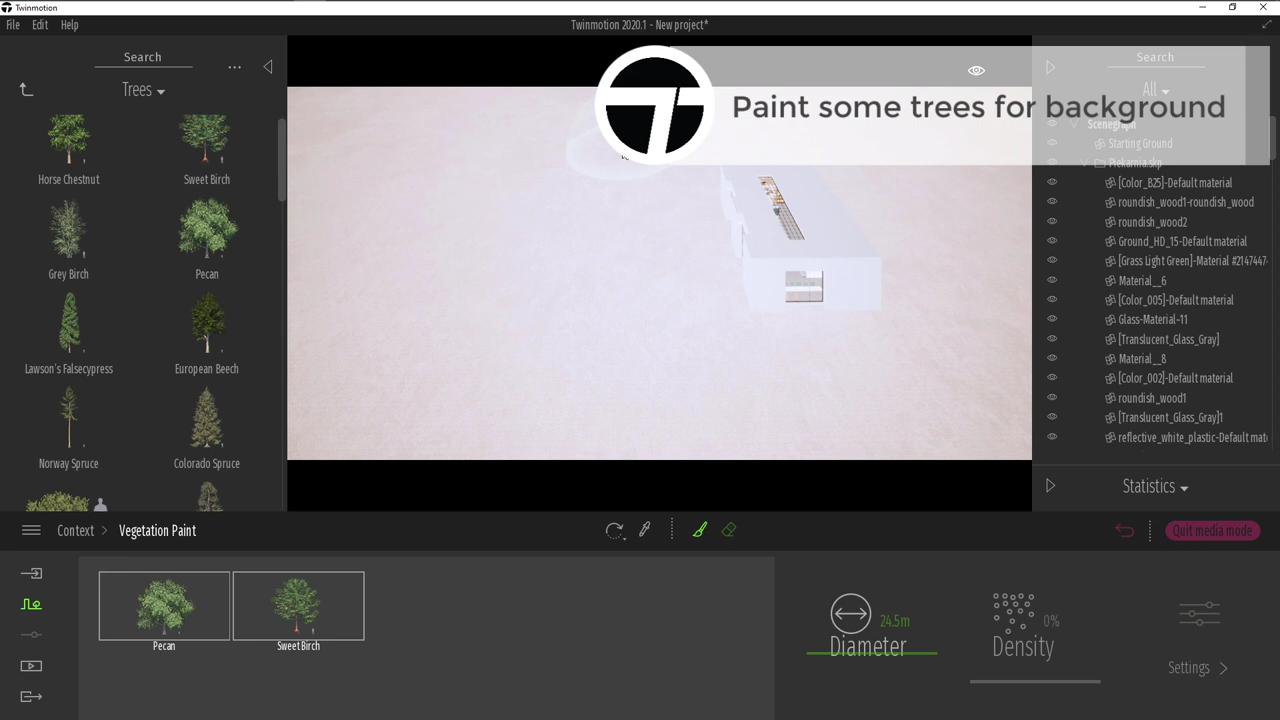 Twinmotion
File Edit Help
Twinmotion 2020.1 - New project*
Search
...
Trees
Horse Chestnut
Sweet Birch
Grey Birch
Pecan
Lawson's Falsecypress
European Beech
Norway Spruce
Colorado Spruce
Paint some trees for background
Search
All
Scenegraph
Starting Ground
Piekarnia.skp
[Color_B25]-Default material
roundish_wood1-roundish_wood
roundish_wood2
Ground_HD_15-Default material
[Grass Light Green]-Material #2147447
Material__6
[Color_005]-Default material
Glass-Material-11
[Translucent_Glass_Gray]
Material__8
[Color_002]-Default material
roundish_wood1
[Translucent_Glass_Gray]1
reflective_white_plastic-Default mat
Statistics
Context > Vegetation Paint
Quit media mode
Pecan
Sweet Birch
24.5m
Diameter
0%
Density
Settings